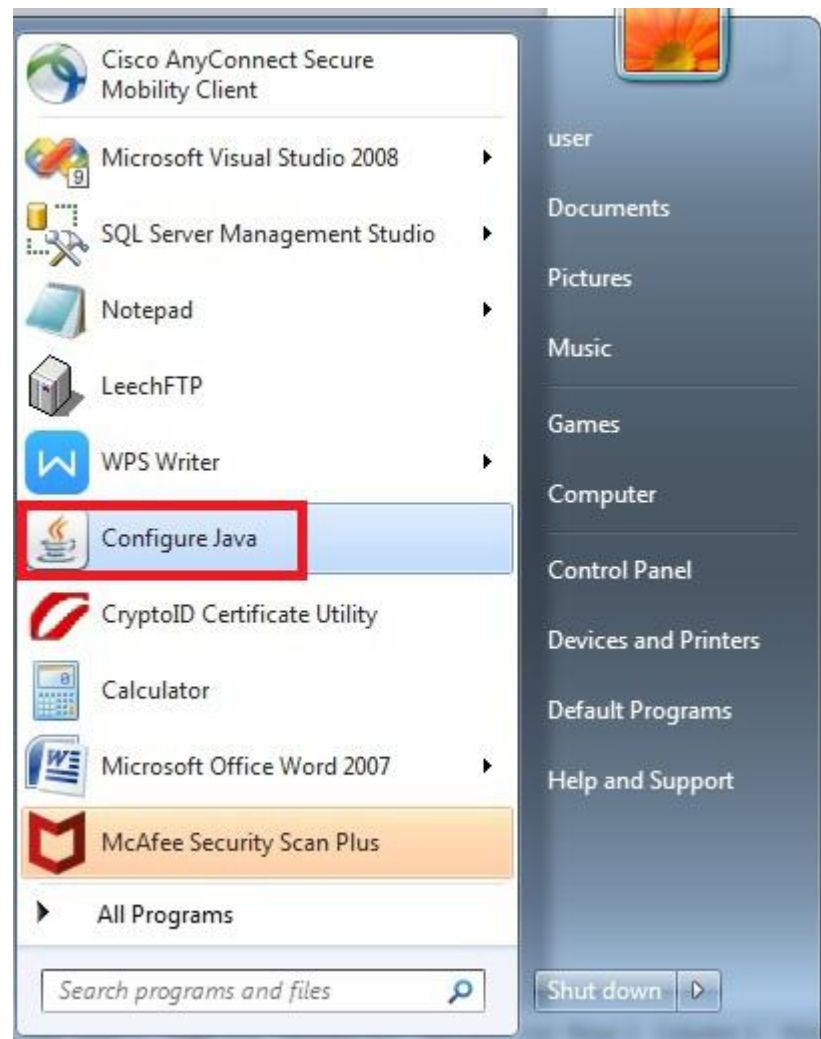 Cisco AnyConnect Secure
Mobility Client
Microsoft Visual Studio 2008
9
SQL Server Management Studio
Notepad
LeechFTP
WPS Writer
Configure Java
CryptoID Certificate Utility
Calculator
Microsoft Office Word 2007
McAfee Security Scan Plus
All Programs
Search programs and files
user
Documents
Pictures
Music
Games
Computer
Control Panel
Devices and Printers
Default Programs
Help and Support
Shut down